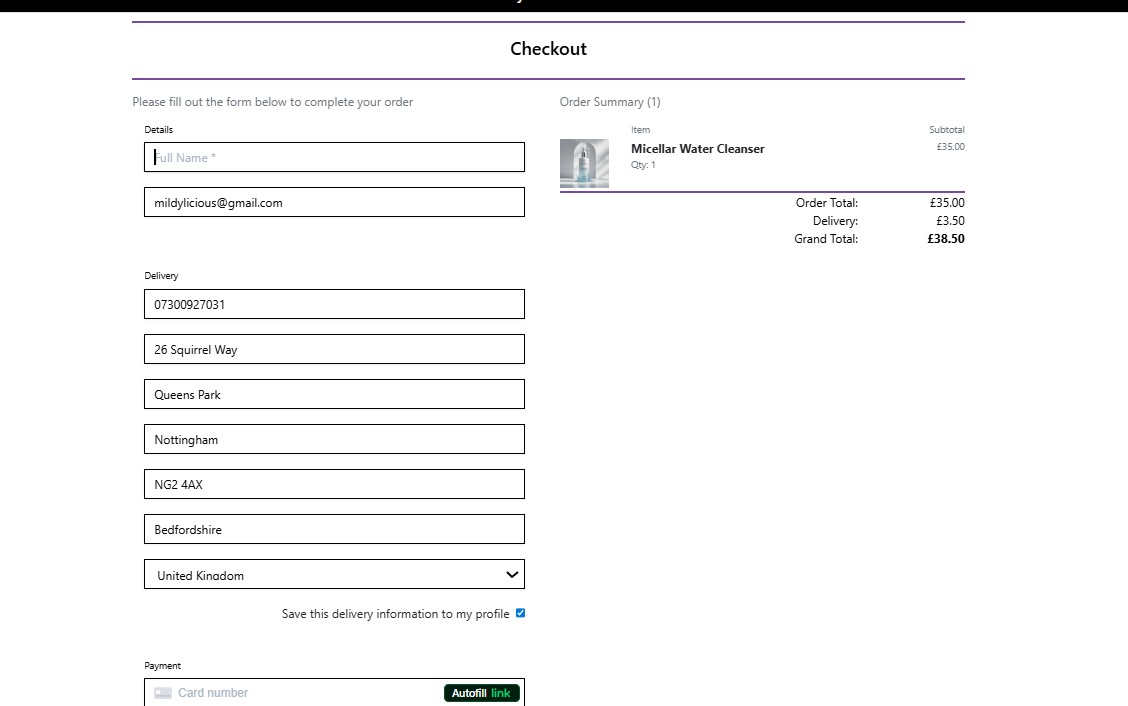 Checkout
Please fill out the form below to complete your order
Details
Full Name *
mildylicious@gmail.com
Delivery
07300927031
26 Squirrel Way
Queens Park
Nottingham
NG2 4AX
Bedfordshire
United Kingdom
Save this delivery information to my profile
Payment
Card number
Autofill link
Order Summary (1)
Item Subtotal
Micellar Water Cleanser £35.00
Qty: 1
Order Total: £35.00
Delivery: £3.50
Grand Total: £38.50